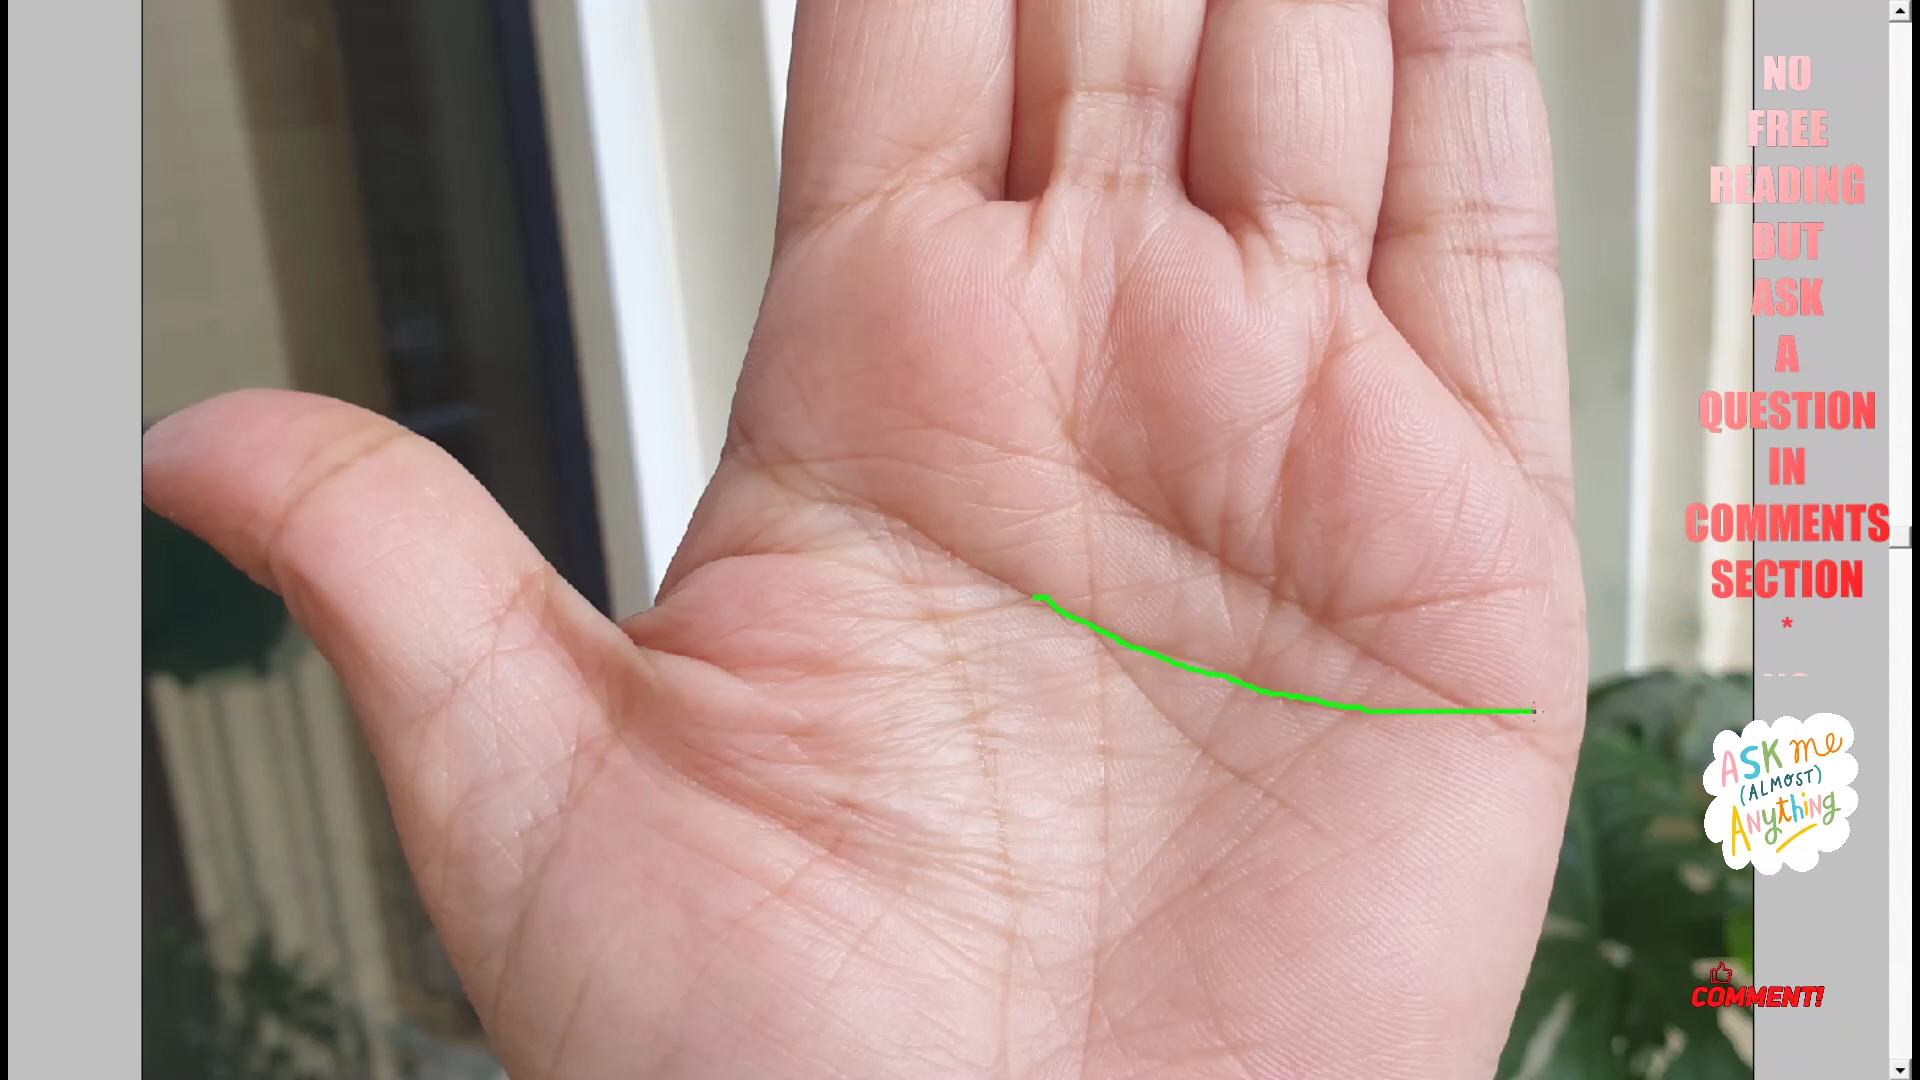 NO
FREE
READING
BUT
ASK
A
QUESTION
IN
COMMENTS
SECTION
*
ASK me
(ALMOST)
Anything
COMMENT!